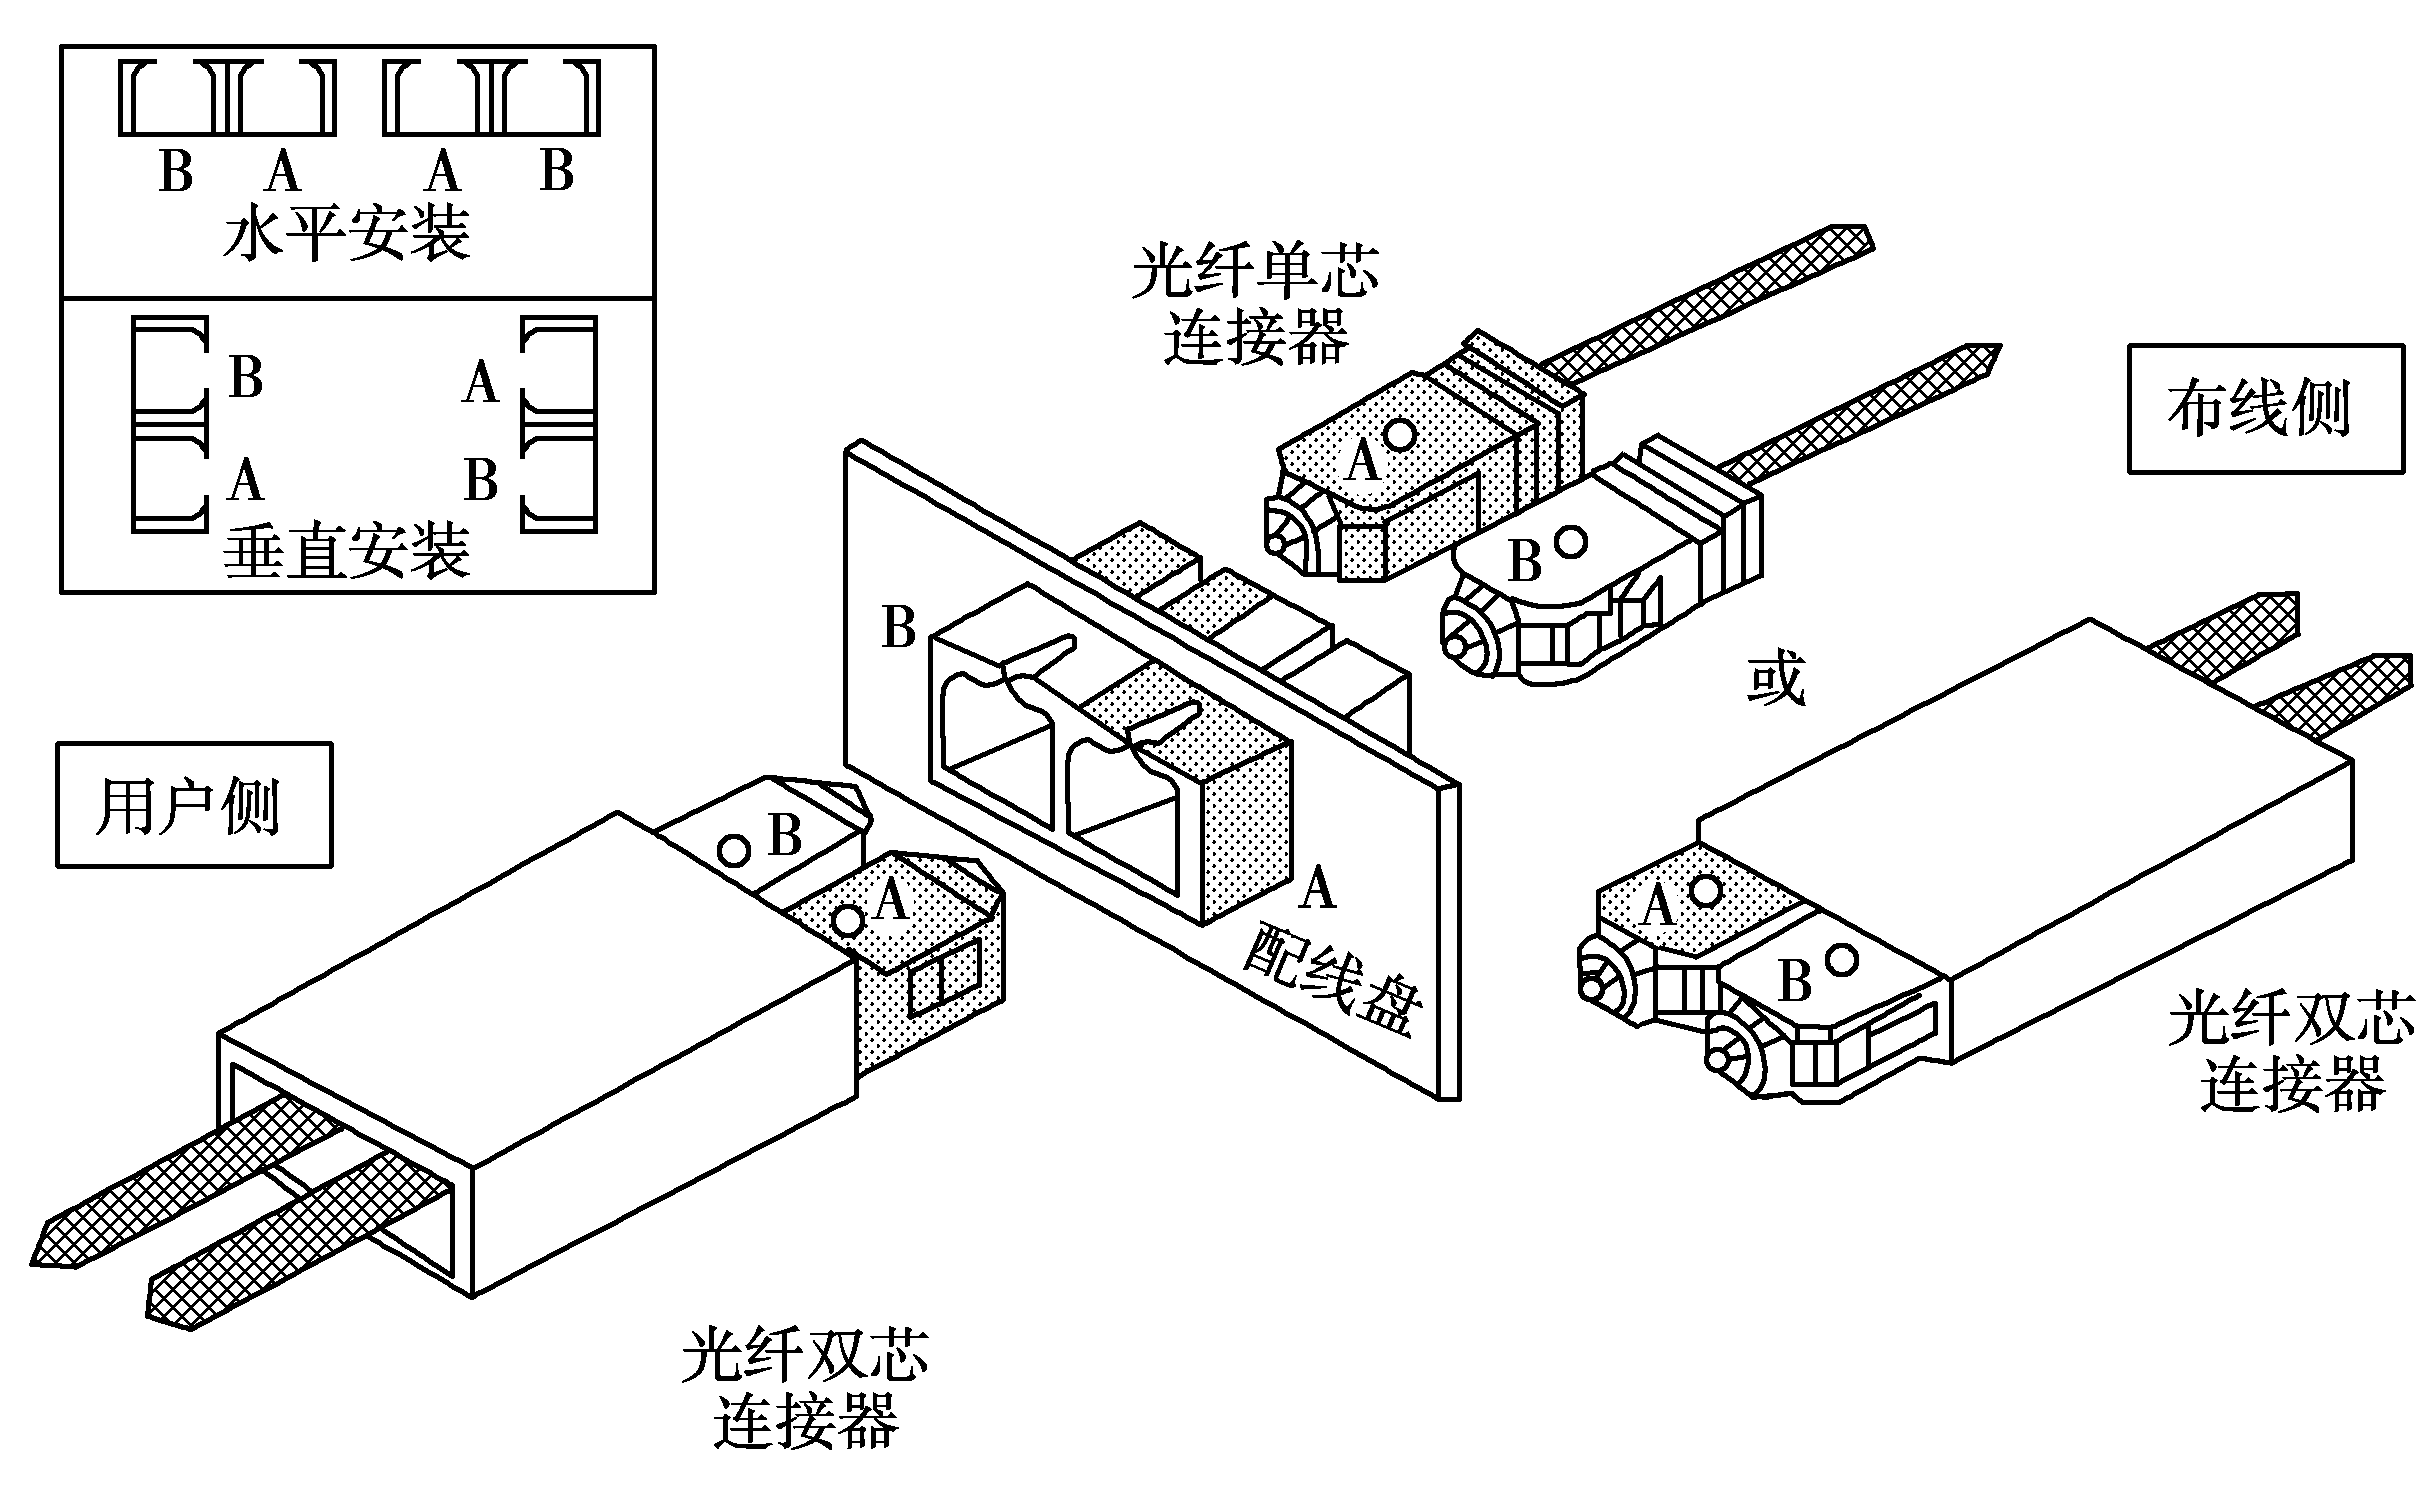 B A A B
水平安装
B A
A B
垂直安装
光纤单芯
连接器
A
B
布线侧
或
B
A
配线盘
用户侧
B
A
A
B
光纤双芯
连接器
光纤双芯
连接器